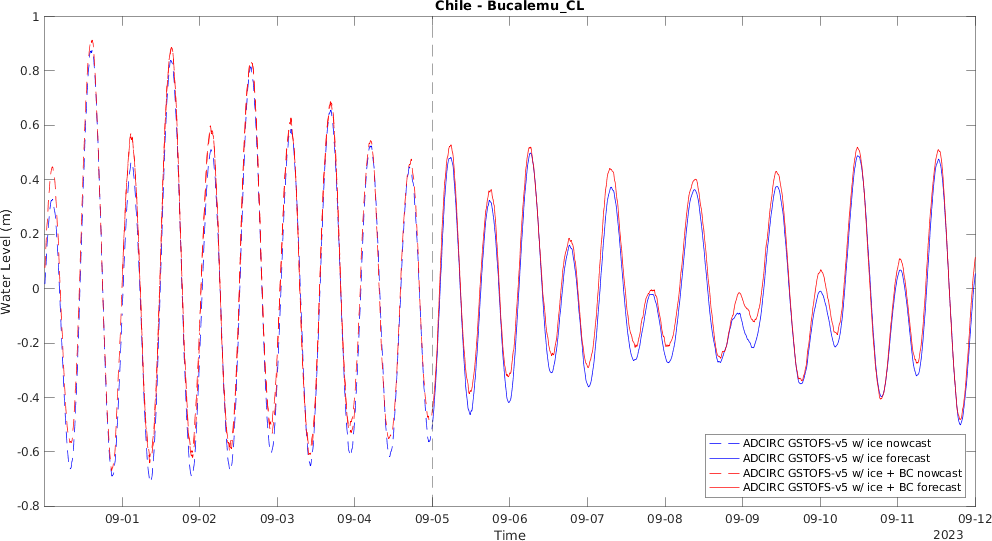 Chile - Bucalemu_CL
Water Level (m)
1
0.8
0.6
0.4
0.2
0
-0.2
-0.4
-0.6
-0.8
ADCIRC GSTOFS-v5 w/ ice nowcast
ADCIRC GSTOFS-v5 w/ ice forecast
ADCIRC GSTOFS-v5 w/ ice + BC nowcast
ADCIRC GSTOFS-v5 w/ ice + BC forecast
09-01 09-02 09-03 09-04 09-05 09-06 09-07 09-08 09-09 09-10 09-11 09-12
Time
2023